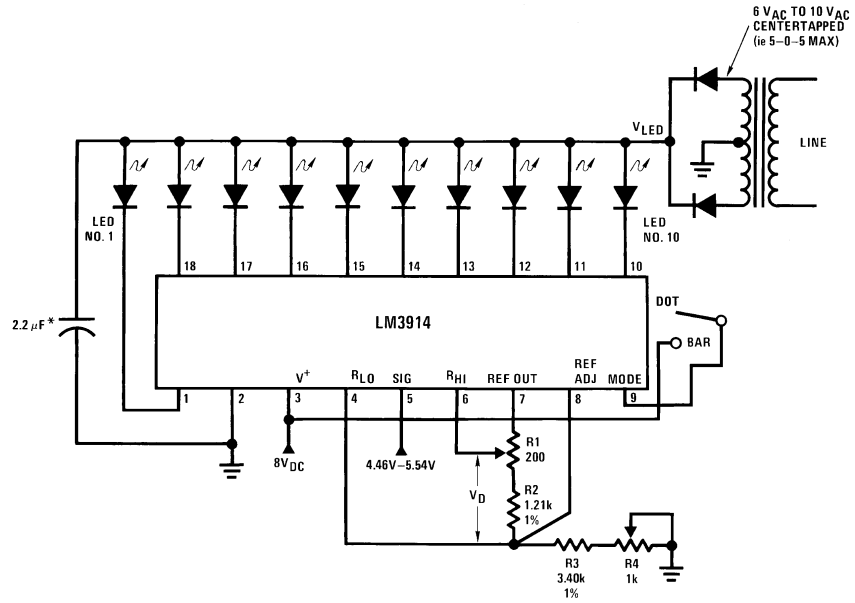 6 VAC TO 10 VAC
CENTERTAPPED
(ie 5–0–5 MAX)
VLED
LINE
LED
NO. 1
LED
NO. 10
18 17 16 15 14 13 12 11 10
2.2 µF*
LM3914
DOT
BAR
V+ RLO SIG RHI REF OUT REF ADJ MODE
1 2 3 4 5 6 7 8 9
8VDC
4.46V–5.54V
R1
200
VD
R2
1.21k
1%
R3
3.40k
1%
R4
1k